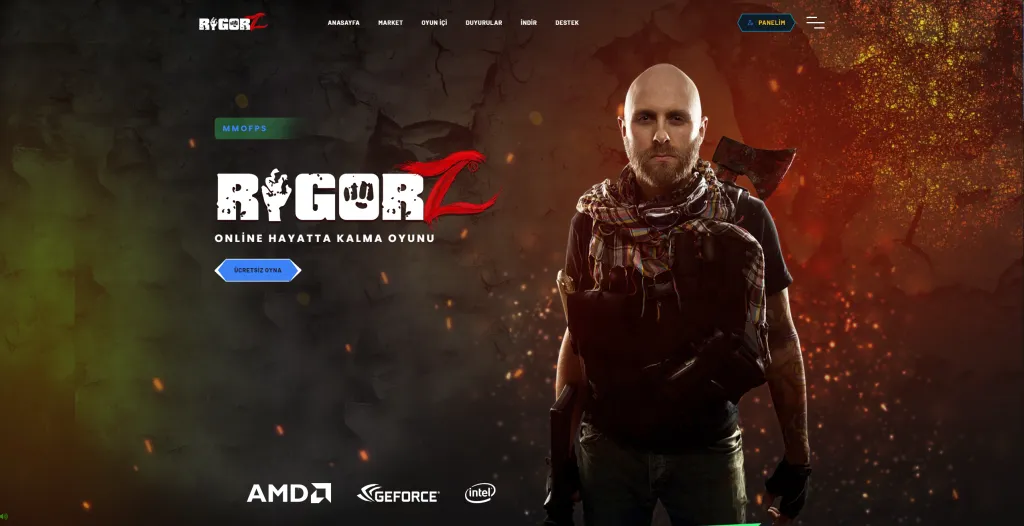 RIGORZ
ANASAYFA MARKET OYUN İÇİ DUYURULAR İNDİR DESTEK
PANELİM
MMOFPS
RIGORZ
ONLİNE HAYATTA KALMA OYUNU
ÜCRETSİZ OYNA
AMD GEFORCE intel